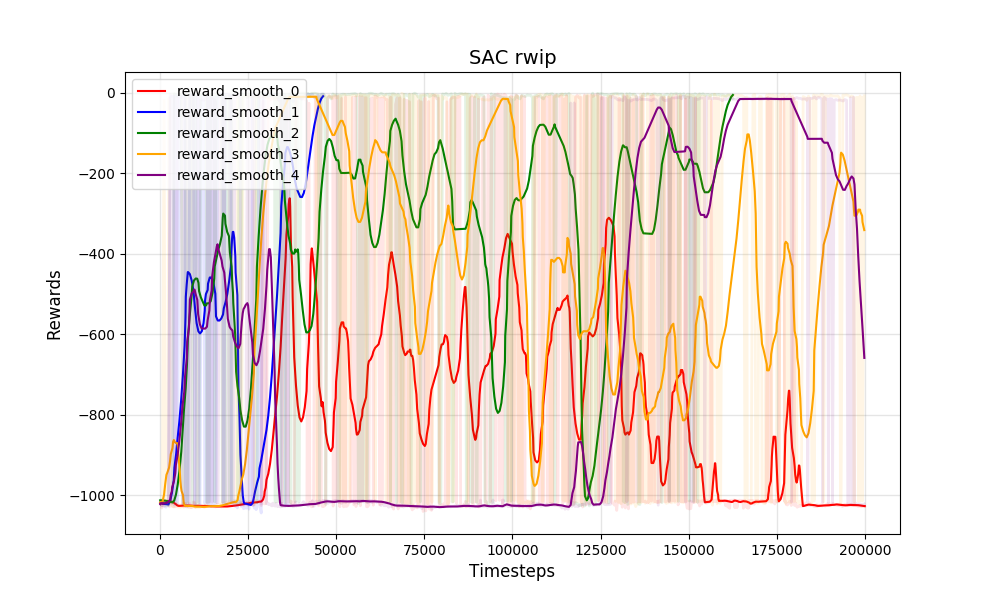 SAC rwip
reward_smooth_0
reward_smooth_1
reward_smooth_2
reward_smooth_3
reward_smooth_4
Rewards
0
−200
−400
−600
−800
−1000
0 25000 50000 75000 100000 125000 150000 175000 200000
Timesteps